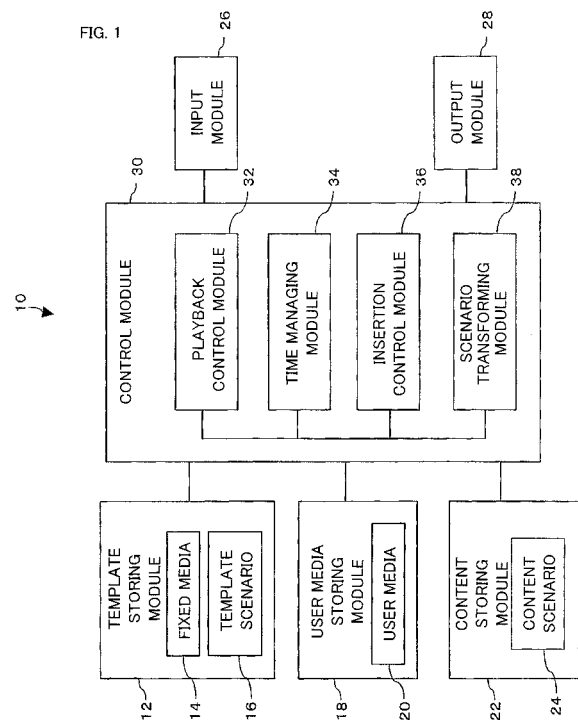 FIG. 1
10
30
CONTROL MODULE
12
TEMPLATE
STORING
MODULE
14
FIXED MEDIA
16
TEMPLATE
SCENARIO
18
USER MEDIA
STORING
MODULE
20
USER MEDIA
22
CONTENT
STORING
MODULE
24
CONTENT
SCENARIO
32
PLAYBACK
CONTROL MODULE
34
TIME MANAGING
MODULE
36
INSERTION
CONTROL MODULE
38
SCENARIO
TRANSFORMING
MODULE
26
INPUT
MODULE
28
OUTPUT
MODULE